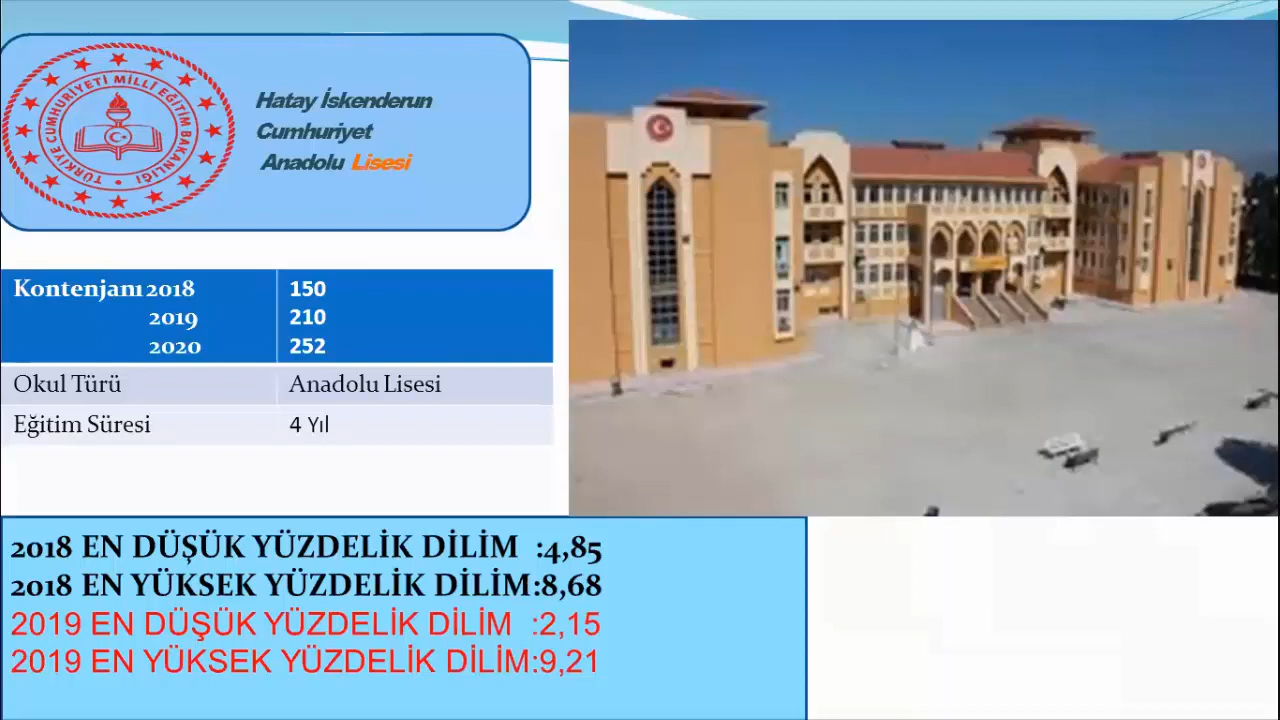 TÜRKİYE CUMHURİYETİ MİLLİ EĞİTİM BAKANLIĞI
Hatay İskenderun
Cumhuriyet
Anadolu Lisesi
Kontenjanı 2018 150
2019 210
2020 252
Okul Türü Anadolu Lisesi
Eğitim Süresi 4 Yıl
2018 EN DÜŞÜK YÜZDELİK DİLİM :4,85
2018 EN YÜKSEK YÜZDELİK DİLİM:8,68
2019 EN DÜŞÜK YÜZDELİK DİLİM :2,15
2019 EN YÜKSEK YÜZDELİK DİLİM:9,21